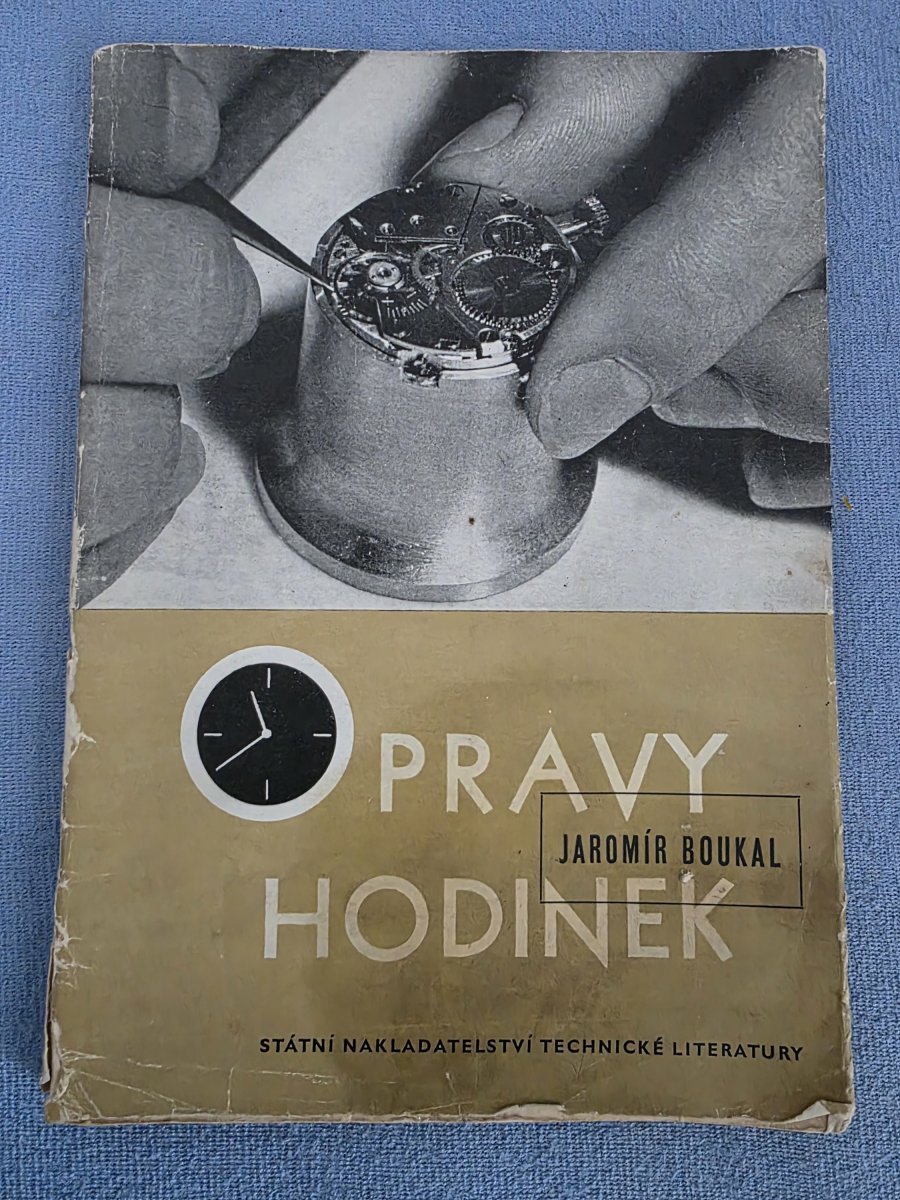 OPRAVY
JAROMÍR BOUKAL
HODINEK
STÁTNÍ NAKLADATELSTVÍ TECHNICKÉ LITERATURY